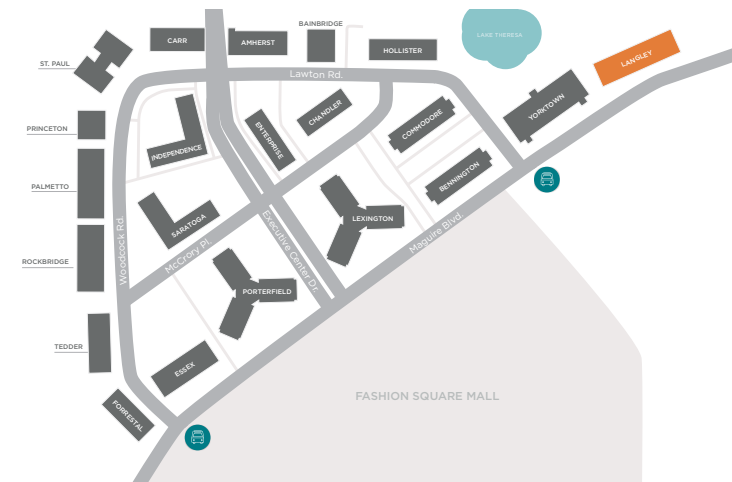 BAINBRIDGE
CARR
AMHERST
HOLLISTER
LAKE THERESA
LANGLEY
ST. PAUL
Lawton Rd.
YORKTOWN
CHANDLER
COMMODORE
PRINCETON
ENTERPRISE
INDEPENDENCE
BENNINGTON
PALMETTO
SARATOGA
LEXINGTON
Woodcock Rd.
McCrory Pl.
Executive Center Dr.
Maguire Blvd.
ROCKBRIDGE
PORTERFIELD
TEDDER
ESSEX
FASHION SQUARE MALL
FORRESTAL